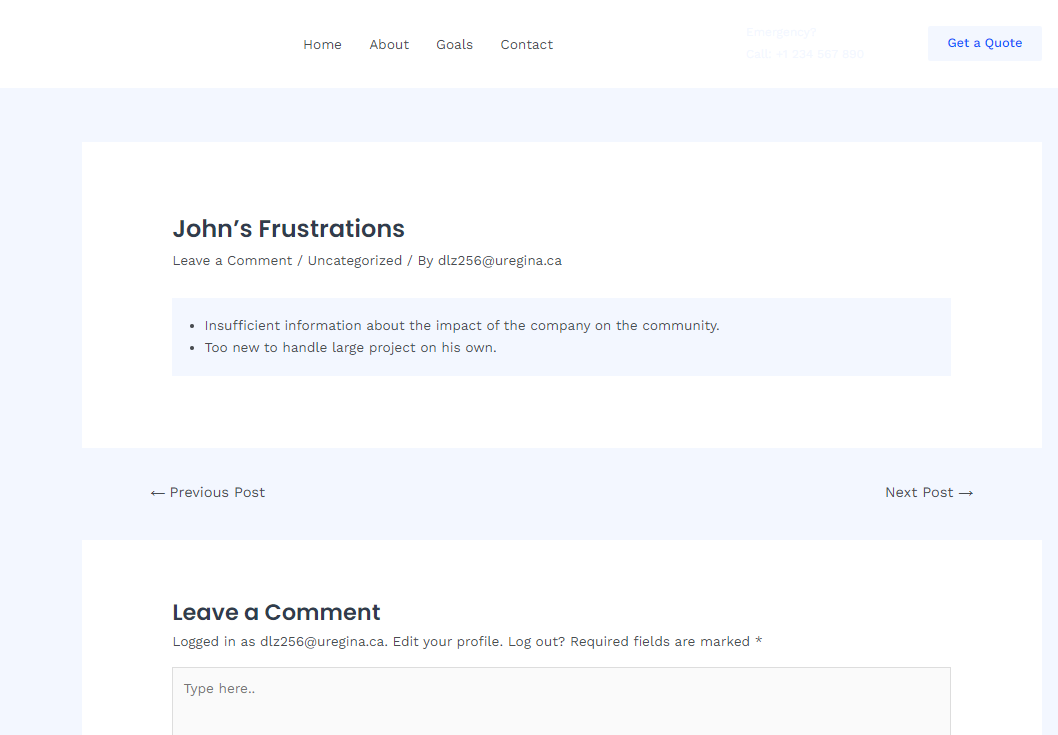 Home About Goals Contact
Emergency?
Call: +1 234 567 890
Get a Quote
John’s Frustrations
Leave a Comment / Uncategorized / By dlz256@uregina.ca
• Insufficient information about the impact of the company on the community.
• Too new to handle large project on his own.
← Previous Post
Next Post →
Leave a Comment
Logged in as dlz256@uregina.ca. Edit your profile. Log out? Required fields are marked *
Type here..